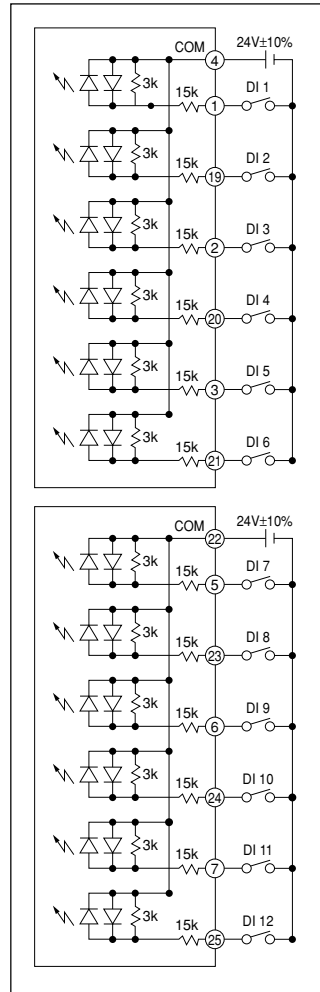 COM 4 24V±10%
3k 15k 1 DI 1
3k 15k 19 DI 2
3k 15k 2 DI 3
3k 15k 20 DI 4
3k 15k 3 DI 5
3k 15k 21 DI 6
COM 22 24V±10%
3k 15k 5 DI 7
3k 15k 23 DI 8
3k 15k 6 DI 9
3k 15k 24 DI 10
3k 15k 7 DI 11
3k 15k 25 DI 12